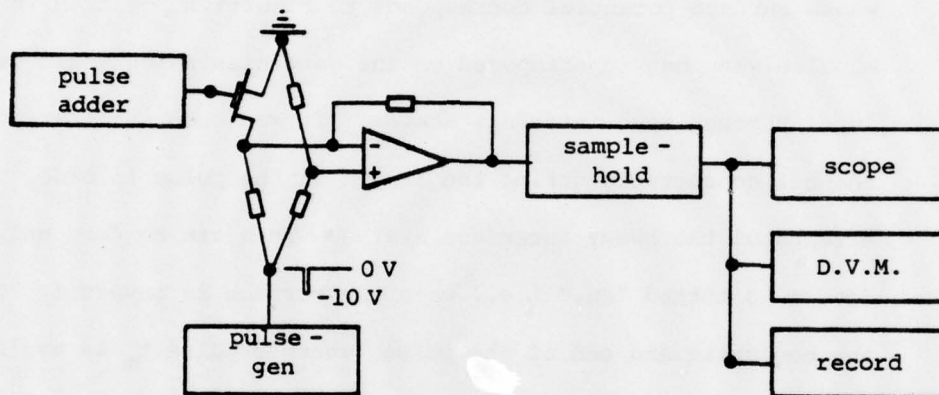 pulse
adder
-
+
sample -
hold
scope
0 V
-10 V
D.V.M.
pulse -
gen
record